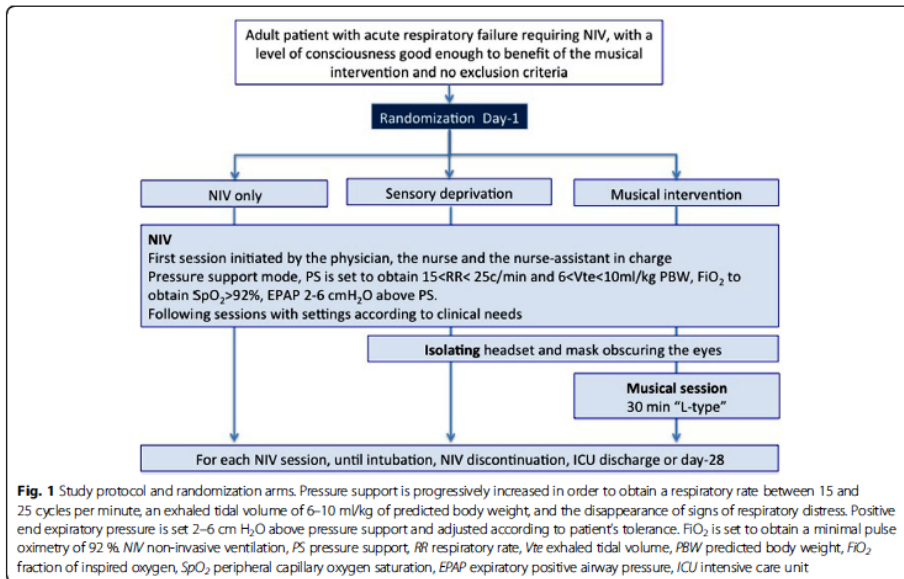 Adult patient with acute respiratory failure requiring NIV, with a
level of consciousness good enough to benefit of the musical
intervention and no exclusion criteria
Randomization Day-1
NIV only
Sensory deprivation
Musical intervention
NIV
First session initiated by the physician, the nurse and the nurse-assistant in charge
Pressure support mode, PS is set to obtain 15<RR< 25c/min and 6<Vte<10ml/kg PBW, FiO₂ to
obtain SpO₂>92%, EPAP 2-6 cmH₂O above PS.
Following sessions with settings according to clinical needs
Isolating headset and mask obscuring the eyes
Musical session
30 min “L-type”
For each NIV session, until intubation, NIV discontinuation, ICU discharge or day-28
Fig. 1 Study protocol and randomization arms. Pressure support is progressively increased in order to obtain a respiratory rate between 15 and
25 cycles per minute, an exhaled tidal volume of 6–10 ml/kg of predicted body weight, and the disappearance of signs of respiratory distress. Positive
end expiratory pressure is set 2–6 cm H₂O above pressure support and adjusted according to patient's tolerance. FiO₂ is set to obtain a minimal pulse
oximetry of 92 %. NIV non-invasive ventilation, PS pressure support, RR respiratory rate, Vte exhaled tidal volume, PBW predicted body weight, FiO₂
fraction of inspired oxygen, SpO₂ peripheral capillary oxygen saturation, EPAP expiratory positive airway pressure, ICU intensive care unit